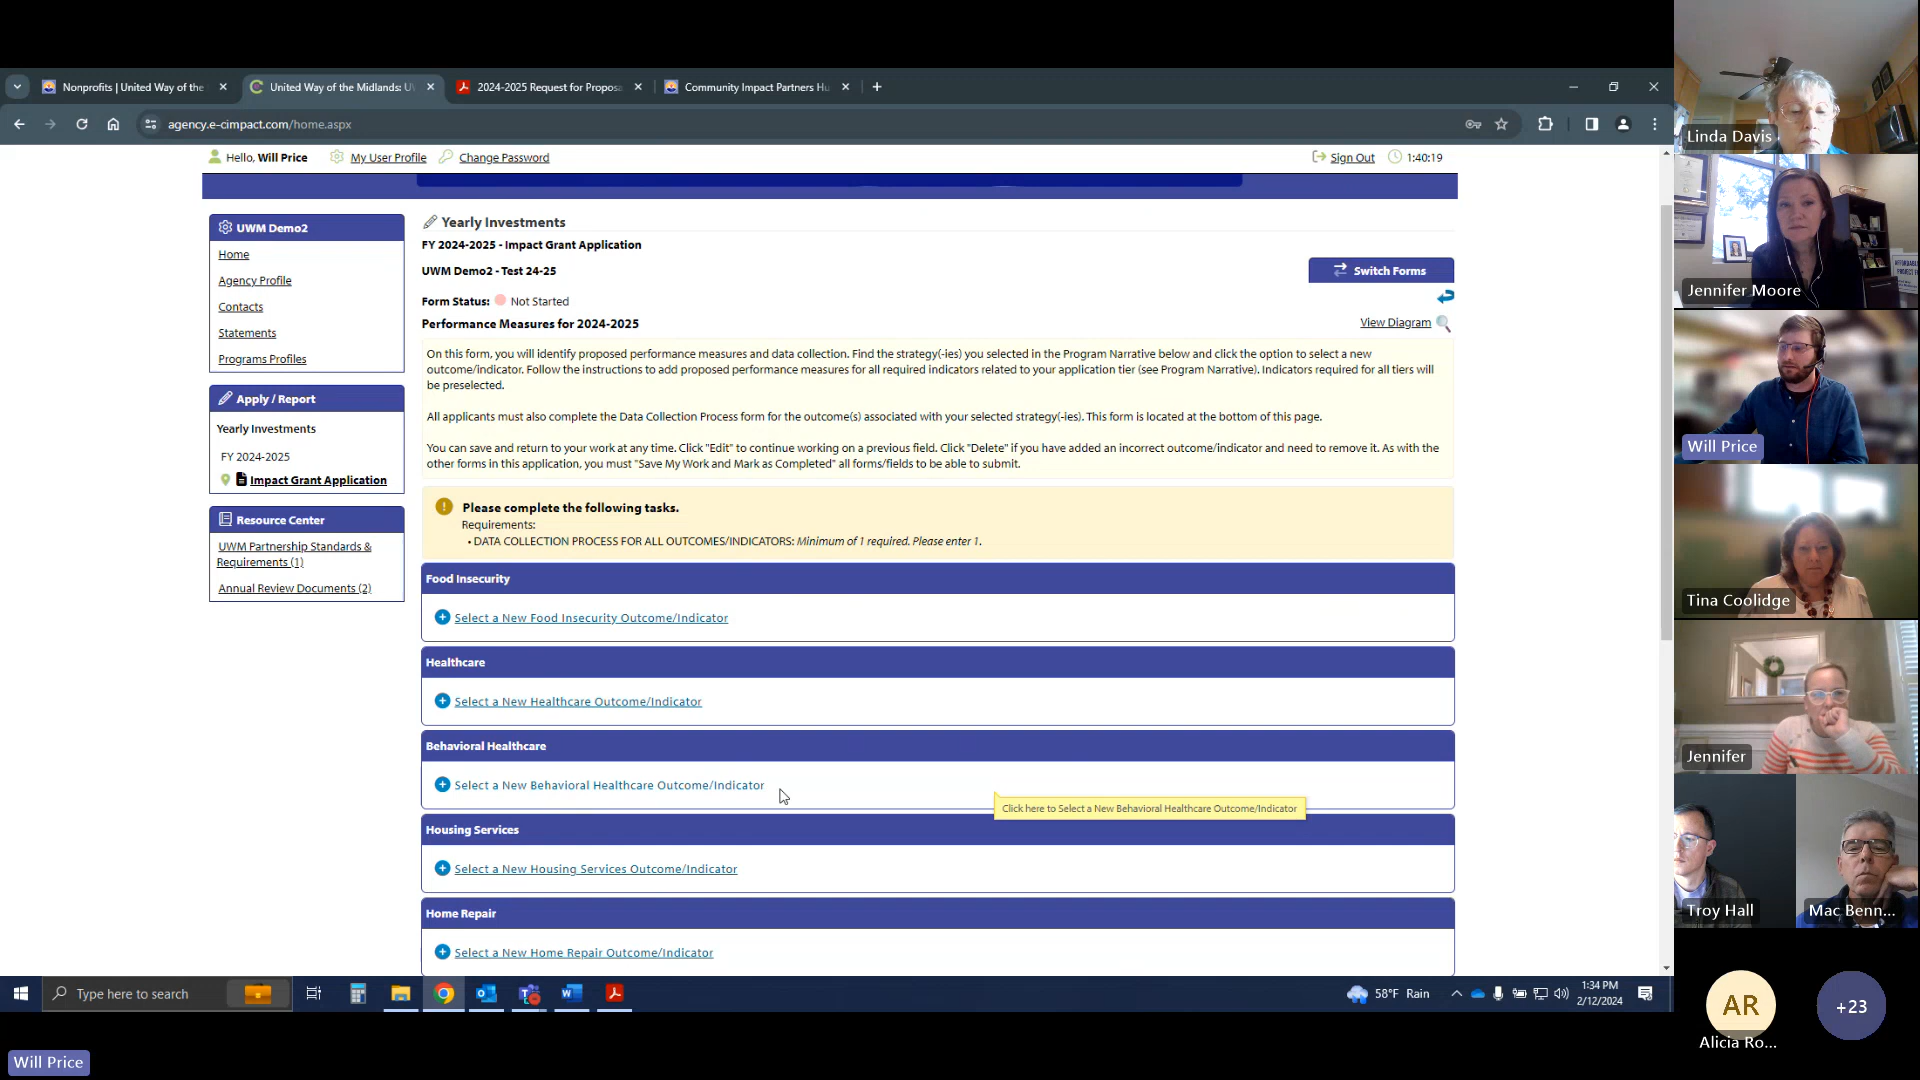 Nonprofits | United Way of the
United Way of the Midlands: U
2024-2025 Request for Proposa
Community Impact Partners Hu
agency.e-cimpact.com/home.aspx
Hello, Will Price
My User Profile
Change Password
Sign Out
1:40:19
UWM Demo2
Home
Agency Profile
Contacts
Statements
Programs Profiles
Apply / Report
Yearly Investments
FY 2024-2025
Impact Grant Application
Resource Center
UWM Partnership Standards &
Requirements (1)
Annual Review Documents (2)
Yearly Investments
FY 2024-2025 - Impact Grant Application
UWM Demo2 - Test 24-25
Switch Forms
Form Status: Not Started
Performance Measures for 2024-2025
View Diagram
On this form, you will identify proposed performance measures and data collection. Find the strategy(-ies) you selected in the Program Narrative below and click the option to select a new
outcome/indicator. Follow the instructions to add proposed performance measures for all required indicators related to your application tier (see Program Narrative). Indicators required for all tiers will
be preselected.
All applicants must also complete the Data Collection Process form for the outcome(s) associated with your selected strategy(-ies). This form is located at the bottom of this page.
You can save and return to your work at any time. Click "Edit" to continue working on a previous field. Click "Delete" if you have added an incorrect outcome/indicator and need to remove it. As with the
other forms in this application, you must "Save My Work and Mark as Completed" all forms/fields to be able to submit.
Please complete the following tasks.
Requirements:
• DATA COLLECTION PROCESS FOR ALL OUTCOMES/INDICATORS: Minimum of 1 required. Please enter 1.
Food Insecurity
Select a New Food Insecurity Outcome/Indicator
Healthcare
Select a New Healthcare Outcome/Indicator
Behavioral Healthcare
Select a New Behavioral Healthcare Outcome/Indicator
Click here to Select a New Behavioral Healthcare Outcome/Indicator
Housing Services
Select a New Housing Services Outcome/Indicator
Home Repair
Select a New Home Repair Outcome/Indicator
Type here to search
58°F Rain
1:34 PM
2/12/2024
Will Price
Linda Davis
Jennifer Moore
Will Price
Tina Coolidge
Jennifer
Troy Hall
Mac Benn...
AR
Alicia Ro...
+23